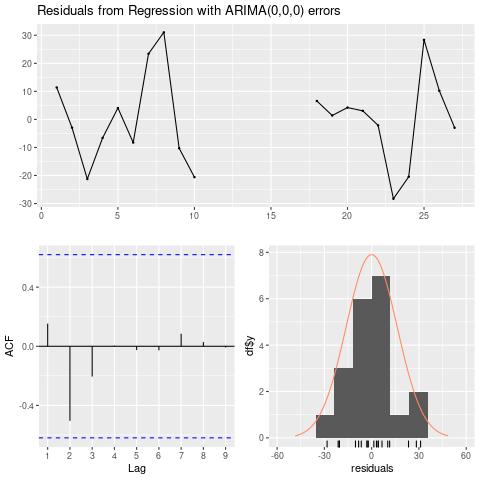 Residuals from Regression with ARIMA(0,0,0) errors
30
20
10
0
-10
-20
-30
0 5 10 15 20 25
ACF
0.4
0.0
-0.4
1 2 3 4 5 6 7 8 9
Lag
df$y
8
6
4
2
0
-60 -30 0 30 60
residuals